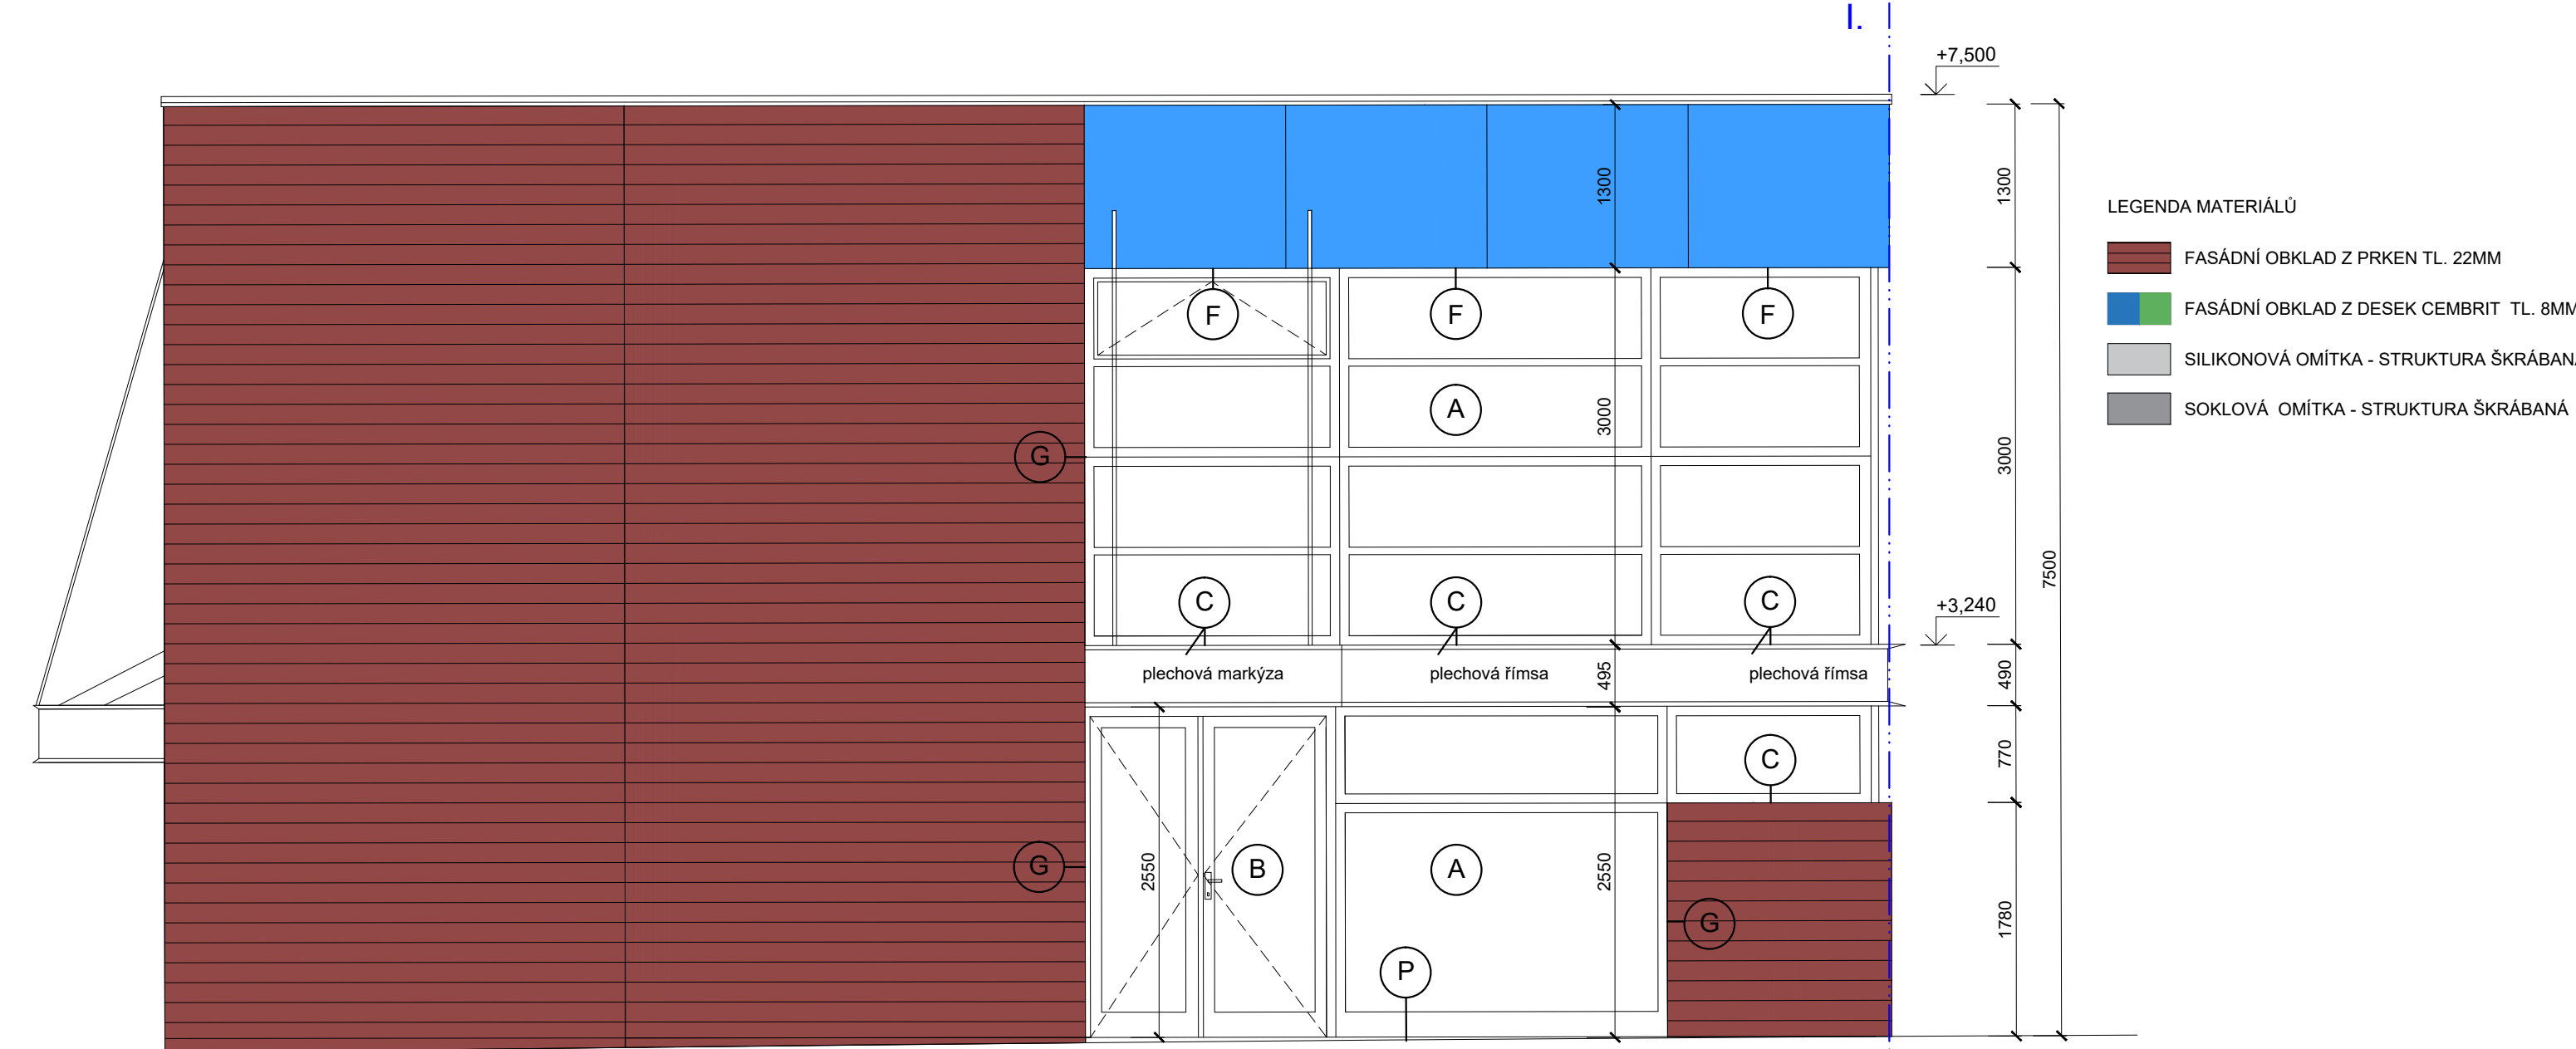 I.
+7,500
1300
1300
LEGENDA MATERIÁLŮ
FASÁDNÍ OBKLAD Z PRKEN TL. 22MM
FASÁDNÍ OBKLAD Z DESEK CEMBRIT TL. 8MM
SILIKONOVÁ OMÍTKA - STRUKTURA ŠKRÁBANÁ
SOKLOVÁ OMÍTKA - STRUKTURA ŠKRÁBANÁ
F
F
F
A
3000
3000
G
7500
C
C
C
+3,240
plechová markýza
plechová římsa
plechová římsa
495
490
770
C
G
2550
B
A
2550
G
1780
P